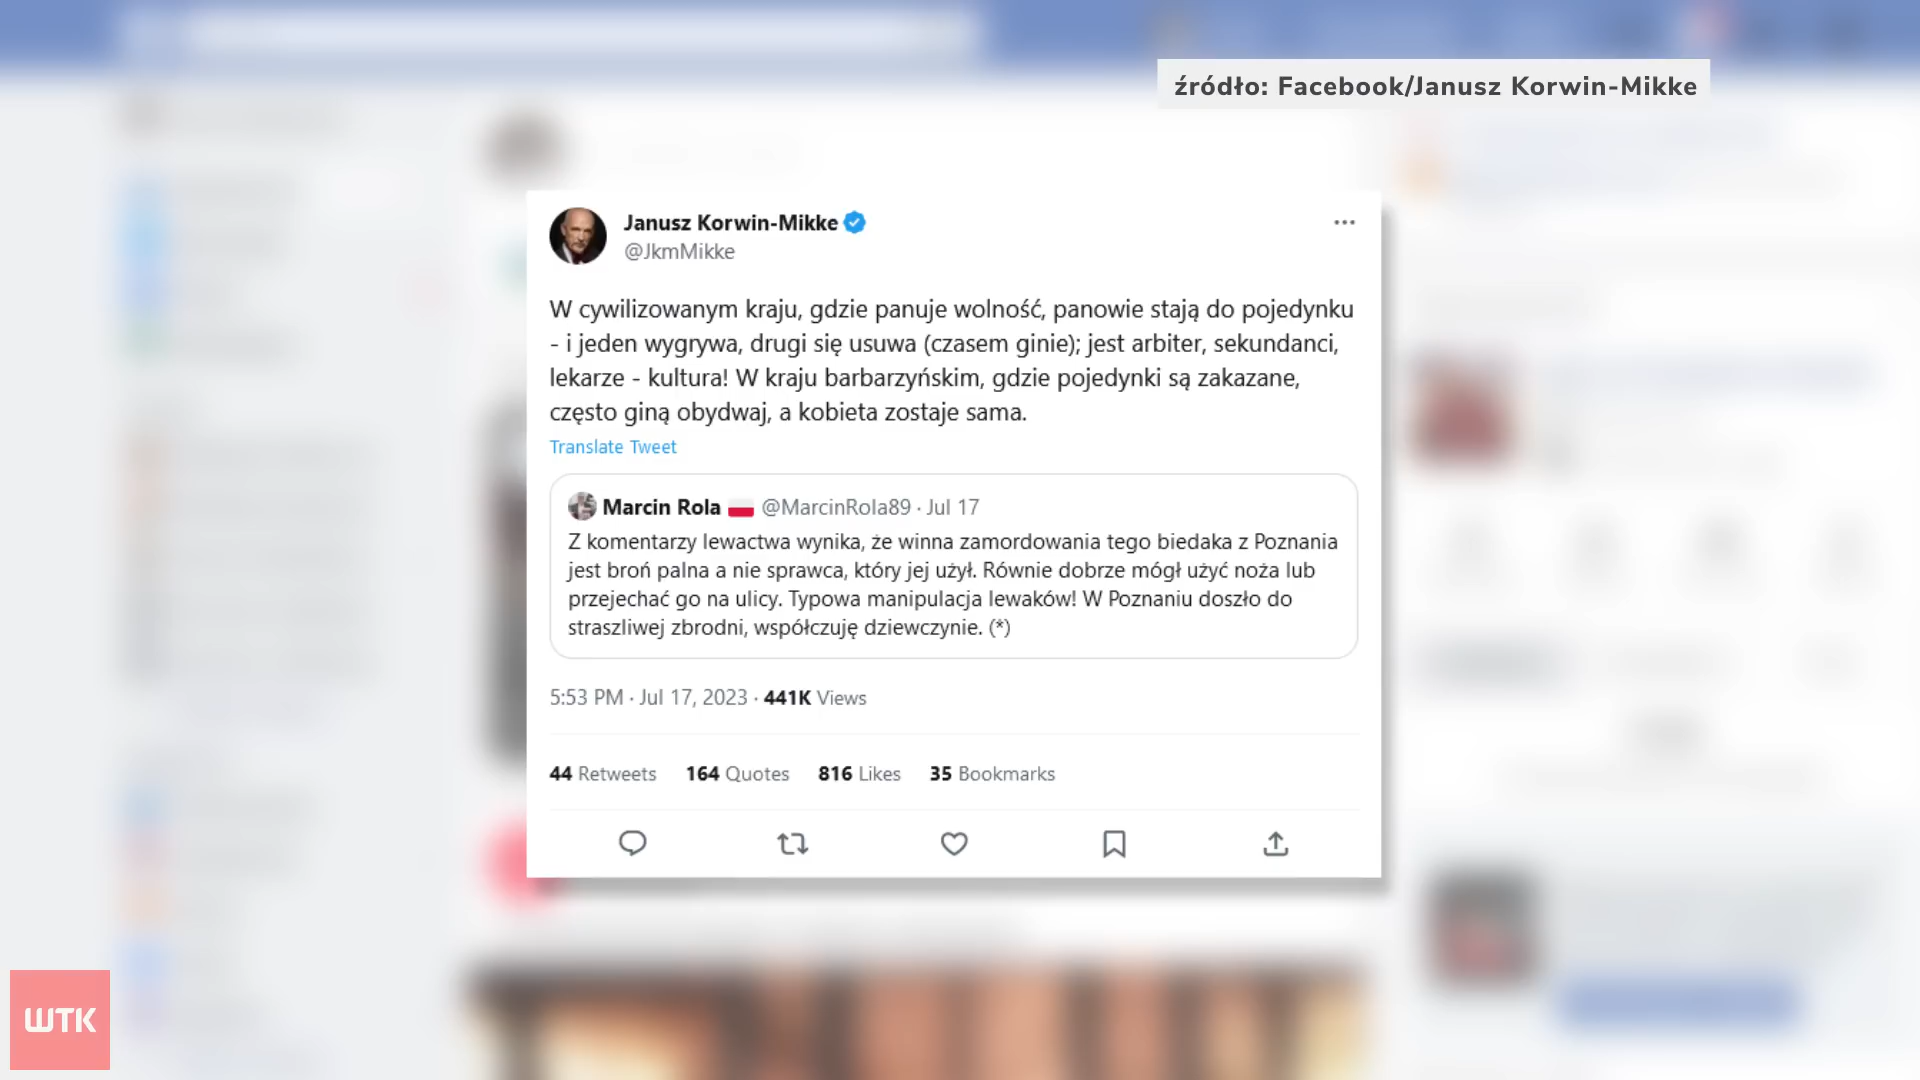 źródło: Facebook/Janusz Korwin-Mikke
Janusz Korwin-Mikke
@JkmMikke
W cywilizowanym kraju, gdzie panuje wolność, panowie stają do pojedynku
- i jeden wygrywa, drugi się usuwa (czasem ginie); jest arbiter, sekundanci,
lekarze - kultura! W kraju barbarzyńskim, gdzie pojedynki są zakazane,
często giną obydwaj, a kobieta zostaje sama.
Translate Tweet
Marcin Rola @MarcinRola89 · Jul 17
Z komentarzy lewactwa wynika, że winna zamordowania tego biedaka z Poznania
jest broń palna a nie sprawca, który jej użył. Równie dobrze mógł użyć noża lub
przejechać go na ulicy. Typowa manipulacja lewaków! W Poznaniu doszło do
straszliwej zbrodni, współczuję dziewczynie. (*)
5:53 PM · Jul 17, 2023 · 441K Views
44 Retweets 164 Quotes 816 Likes 35 Bookmarks
WTK